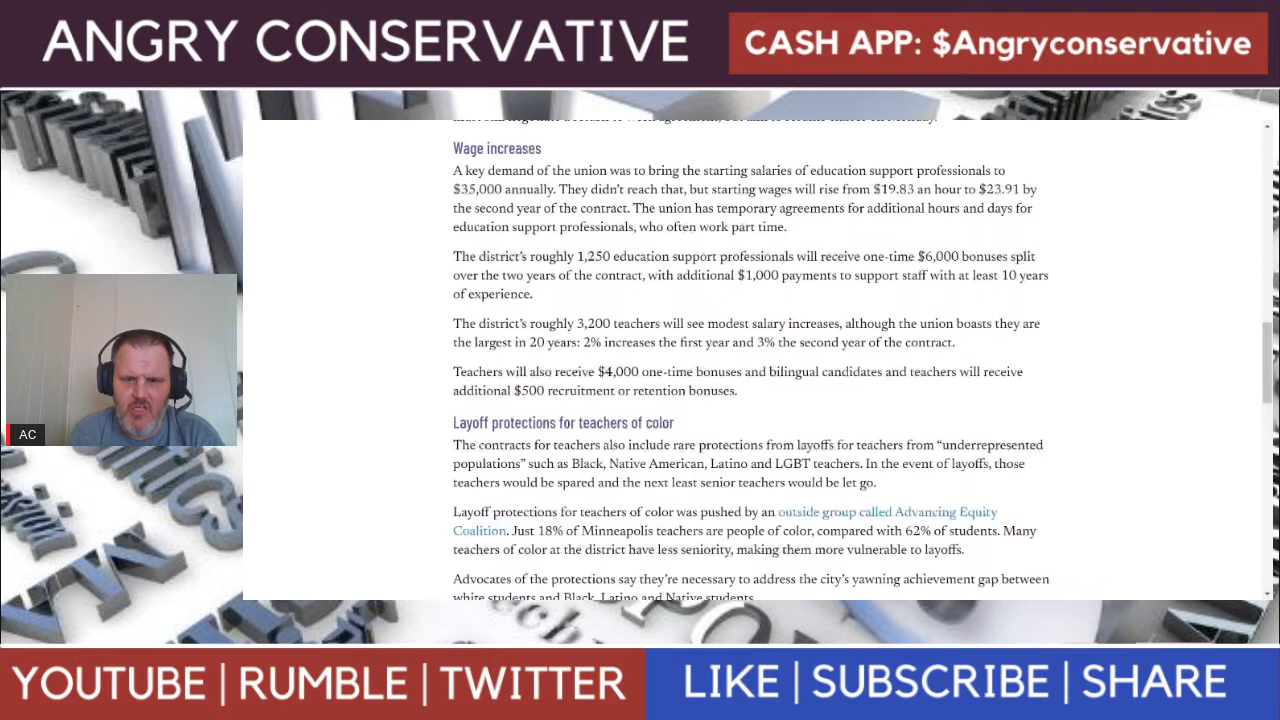 ANGRY CONSERVATIVE
CASH APP: $Angryconservative
Wage increases
A key demand of the union was to bring the starting salaries of education support professionals to
$35,000 annually. They didn't reach that, but starting wages will rise from $19.83 an hour to $23.91 by
the second year of the contract. The union has temporary agreements for additional hours and days for
education support professionals, who often work part time.
The district's roughly 1,250 education support professionals will receive one-time $6,000 bonuses split
over the two years of the contract, with additional $1,000 payments to support staff with at least 10 years
of experience.
The district's roughly 3,200 teachers will see modest salary increases, although the union boasts they are
the largest in 20 years: 2% increases the first year and 3% the second year of the contract.
Teachers will also receive $4,000 one-time bonuses and bilingual candidates and teachers will receive
additional $500 recruitment or retention bonuses.
Layoff protections for teachers of color
The contracts for teachers also include rare protections from layoffs for teachers from “underrepresented
populations” such as Black, Native American, Latino and LGBT teachers. In the event of layoffs, those
teachers would be spared and the next least senior teachers would be let go.
Layoff protections for teachers of color was pushed by an outside group called Advancing Equity
Coalition. Just 18% of Minneapolis teachers are people of color, compared with 62% of students. Many
teachers of color at the district have less seniority, making them more vulnerable to layoffs.
Advocates of the protections say they're necessary to address the city's yawning achievement gap between
white students and Black, Latino and Native students.
AC
YOUTUBE | RUMBLE | TWITTER
LIKE | SUBSCRIBE | SHARE